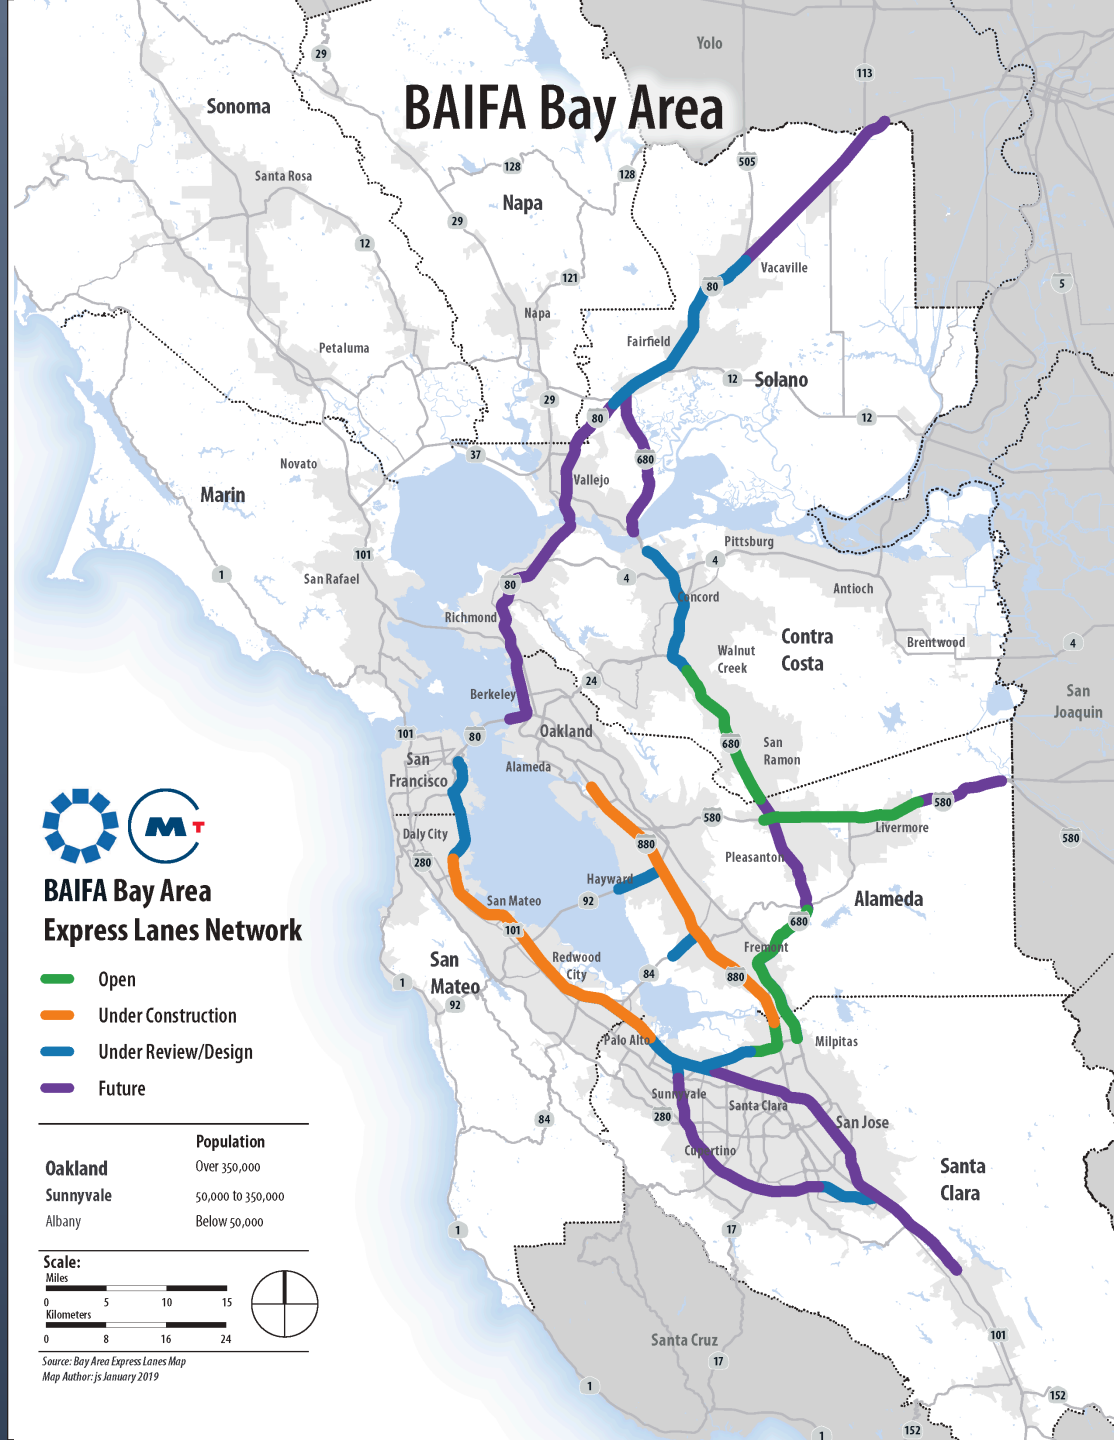 Yolo
113
29
BAIFA Bay Area
Sonoma
505
128
128
Santa Rosa
Napa
29
12
Vacaville
121
80
5
Napa
Fairfield
Petaluma
12
Solano
29
80
12
37
680
Novato
Vallejo
Marin
Pittsburg
101
4
1
San Rafael
4
80
Antioch
Concord
Richmond
Contra
Costa
Brentwood
4
Walnut
Creek
24
San
Joaquin
Berkeley
101
80
Oakland
680
San
Ramon
San
Francisco
Alameda
580
580
Livermore
Daly City
880
580
280
Pleasanton
Hayward
San Mateo
92
Alameda
680
101
Fremont
San
Mateo
Redwood
City
84
880
1
92
Palo Alto
Milpitas
Sunnyvale
Santa Clara
280
84
San Jose
Cupertino
Santa
Clara
1
17
101
Santa Cruz
17
1
152
152
1
M T
BAIFA Bay Area
Express Lanes Network
Open
Under Construction
Under Review/Design
Future
Population
Oakland Over 350,000
Sunnyvale 50,000 to 350,000
Albany Below 50,000
Scale:
Miles
0 5 10 15
Kilometers
0 8 16 24
Source: Bay Area Express Lanes Map
Map Author: js January 2019